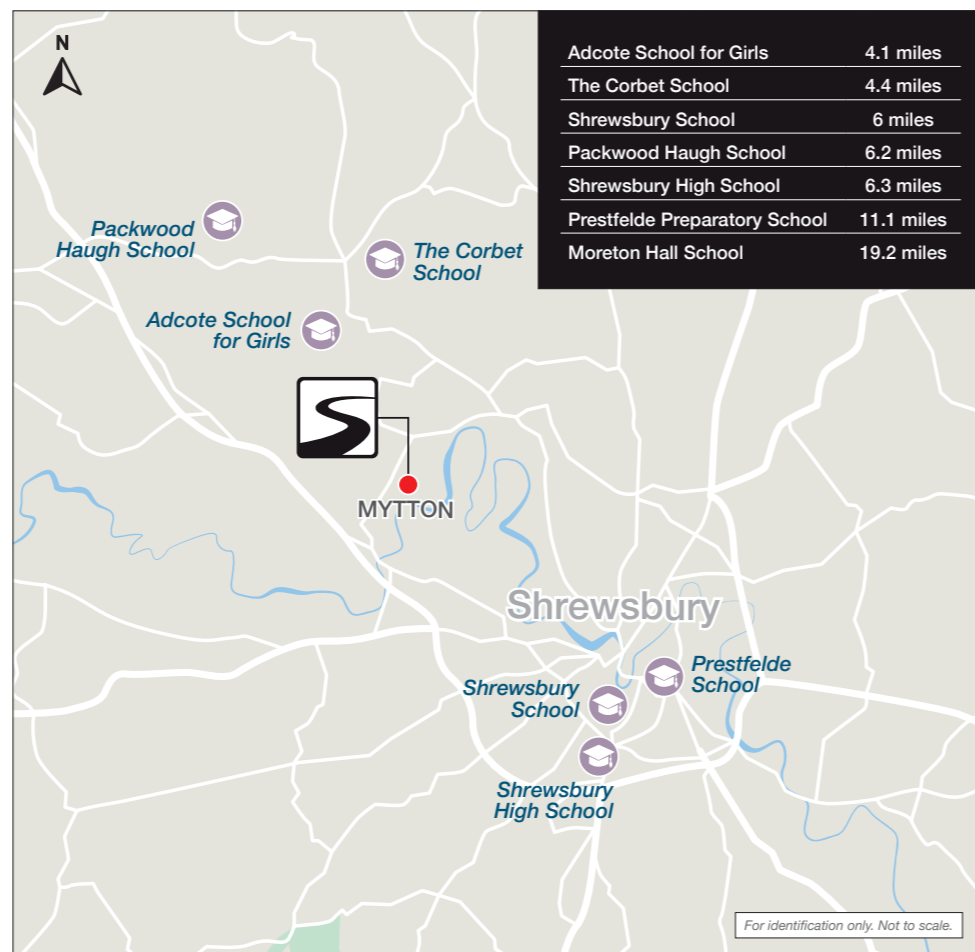 N
Adcote School for Girls 4.1 miles
The Corbet School 4.4 miles
Shrewsbury School 6 miles
Packwood Haugh School 6.2 miles
Shrewsbury High School 6.3 miles
Prestfelde Preparatory School 11.1 miles
Moreton Hall School 19.2 miles
Packwood
Haugh School
The Corbet
School
Adcote School
for Girls
MYTTON
Shrewsbury
Prestfelde
School
Shrewsbury
School
Shrewsbury
High School
For identification only. Not to scale.